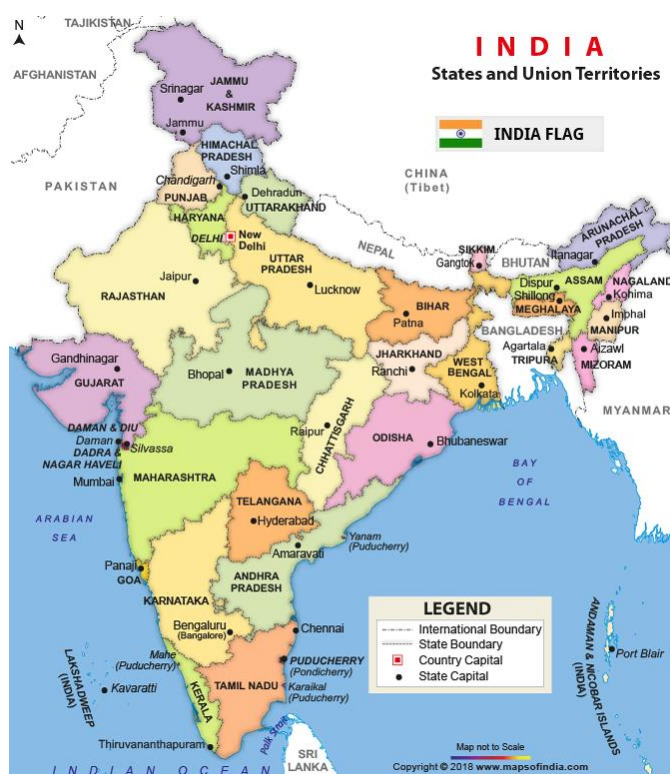 N
TAJIKISTAN
INDIA
States and Union Territories
AFGHANISTAN
JAMMU
&
KASHMIR
Srinagar
Jammu
INDIA FLAG
HIMACHAL
PRADESH
Shimla
PAKISTAN
CHINA
(Tibet)
Chandigarh
PUNJAB
Dehradun
UTTARAKHAND
HARYANA
DELHI
New
Delhi
NEPAL
SIKKIM
Gangtok
BHUTAN
ARUNACHAL
PRADESH
Itanagar
UTTAR
PRADESH
Jaipur
RAJASTHAN
Lucknow
BIHAR
Patna
Dispur
ASSAM
Shillong
MEGHALAYA
NAGALAND
Kohima
Imphal
MANIPUR
BANGLADESH
Agartala
TRIPURA
Aizawl
MIZORAM
MYANMAR
Gandhinagar
GUJARAT
Bhopal
MADHYA
PRADESH
JHARKHAND
Ranchi
WEST
BENGAL
Kolkata
CHHATTISGARH
Raipur
ODISHA
Bhubaneswar
DAMAN & DIU
Daman
Silvassa
DADRA &
NAGAR HAVELI
Mumbai
MAHARASHTRA
BAY
OF
BENGAL
ARABIAN
SEA
TELANGANA
Hyderabad
Amaravati
Yanam
(Puducherry)
Panaji
GOA
KARNATAKA
ANDHRA
PRADESH
Bengaluru
(Bangalore)
Chennai
LEGEND
International Boundary
State Boundary
Country Capital
State Capital
ANDAMAN & NICOBAR ISLANDS
(INDIA)
Port Blair
Mahe
(Puducherry)
PUDUCHERRY
(Pondicherry)
Karaikal
(Puducherry)
LAKSHADWEEP
(INDIA)
Kavaratti
KERALA
TAMIL NADU
Thiruvananthapuram
palk Strait
SRI
LANKA
INDIAN OCEAN
Map not to Scale
Copyright © 2018 www.mapsofindia.com